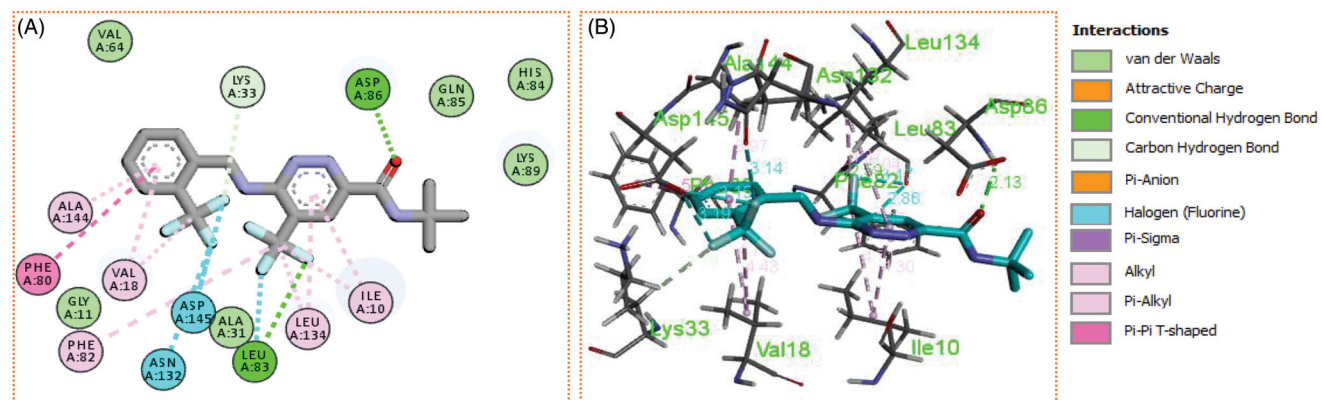 (A)
VAL
A:64
LYS
A:33
ASP
A:86
GLN
A:85
HIS
A:84
LYS
A:89
ALA
A:144
PHE
A:80
VAL
A:18
GLY
A:11
PHE
A:82
ASP
A:145
ALA
A:31
ASN
A:132
LEU
A:83
LEU
A:134
ILE
A:10
(B)
Leu134
Ala144
Asn132
Asp86
Asp145
Leu83
3.14
2.13
Phe82
2.86
4.43
Lys33
Val18
Ile10
Interactions
van der Waals
Attractive Charge
Conventional Hydrogen Bond
Carbon Hydrogen Bond
Pi-Anion
Halogen (Fluorine)
Pi-Sigma
Alkyl
Pi-Alkyl
Pi-Pi T-shaped